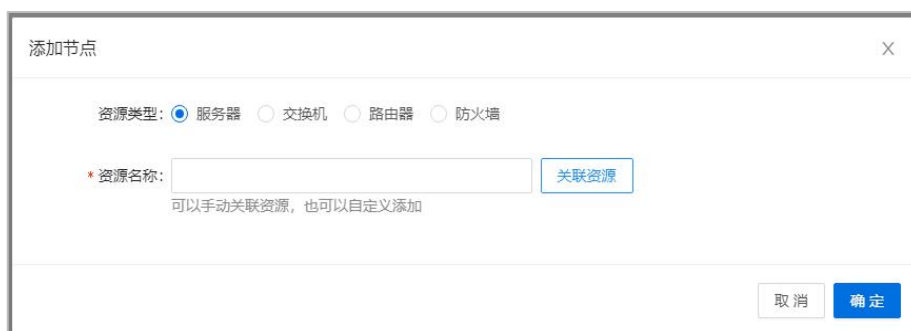 添加节点 X
资源类型: 服务器 交换机 路由器 防火墙
* 资源名称: 关联资源
可以手动关联资源，也可以自定义添加
取消 确定